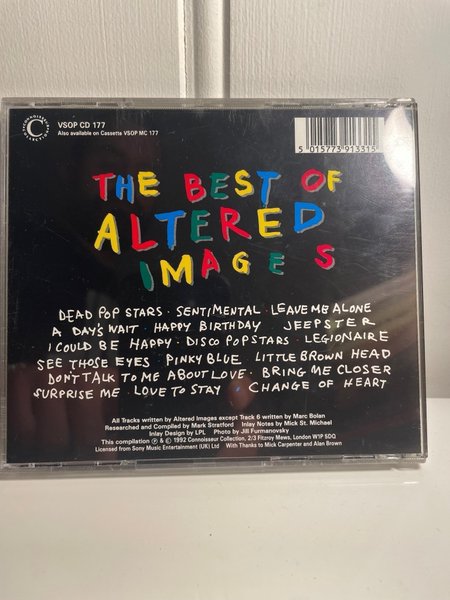 CONNOISSEUR COLLECTION
C
VSOP CD 177
Also available on Cassette VSOP MC 177
5 015773 913315
THE BEST OF
ALTERED
IMAGES
DEAD POP STARS · SENTIMENTAL · LEAVE ME ALONE
A DAY'S WAIT · HAPPY BIRTHDAY · JEEPSTER
I COULD BE HAPPY · DISCO POP STARS · LEGIONAIRE
SEE THOSE EYES · PINKY BLUE · LITTLE BROWN HEAD
DON'T TALK TO ME ABOUT LOVE · BRING ME CLOSER
SURPRISE ME · LOVE TO STAY · CHANGE OF HEART
All Tracks written by Altered Images except Track 6 written by Marc Bolan
Researched and Compiled by Mark Stratford Inlay Notes by Mick St. Michael
Inlay Design by LPL Photo by Jill Furmanovsky
This compilation ℗ & © 1992 Connoisseur Collection, 2/3 Fitzroy Mews, London W1P 5DQ
Licensed from Sony Music Entertainment (UK) Ltd With Thanks to Mick Carpenter and Alan Brown